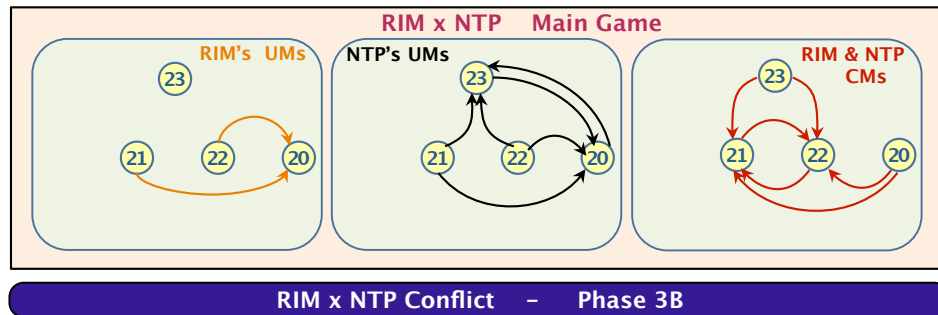 RIM x NTP Main Game
RIM's UMs
23
21
22
20
NTP's UMs
23
21
22
20
RIM & NTP
CMs
23
21
22
20
RIM x NTP Conflict – Phase 3B